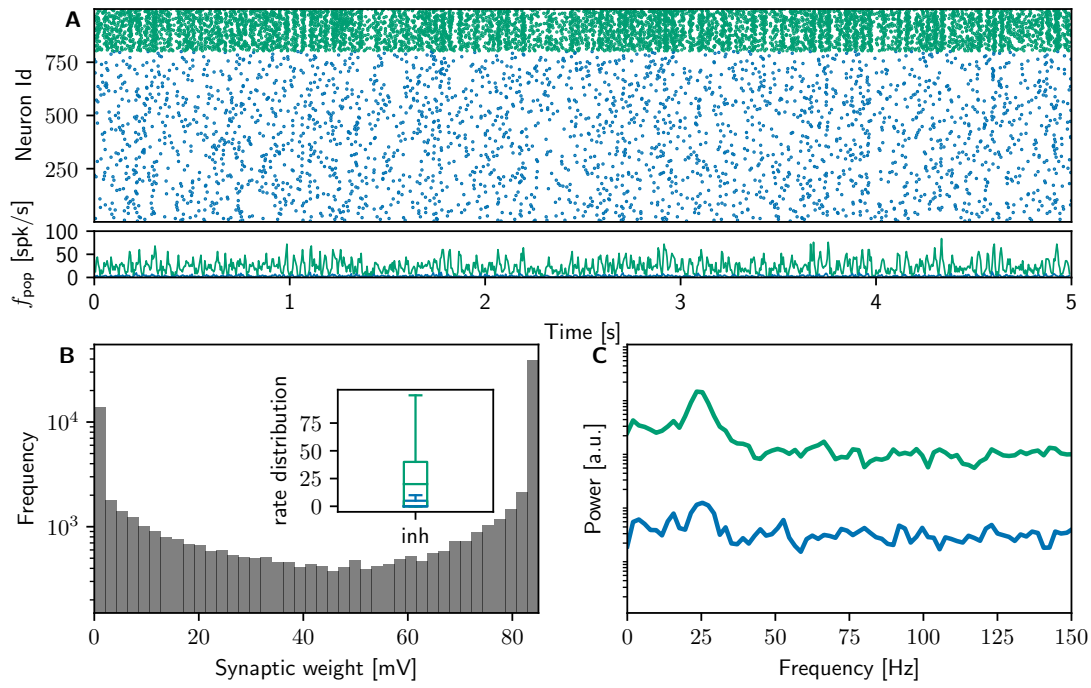 A
Neuron Id
750
500
250
f_pop [spk/s]
100
50
0
0 1 2 3 4 5
Time [s]
B
Frequency
10^4
10^3
rate distribution
75
50
25
0
inh
0 20 40 60 80
Synaptic weight [mV]
C
Power [a.u.]
0 25 50 75 100 125 150
Frequency [Hz]